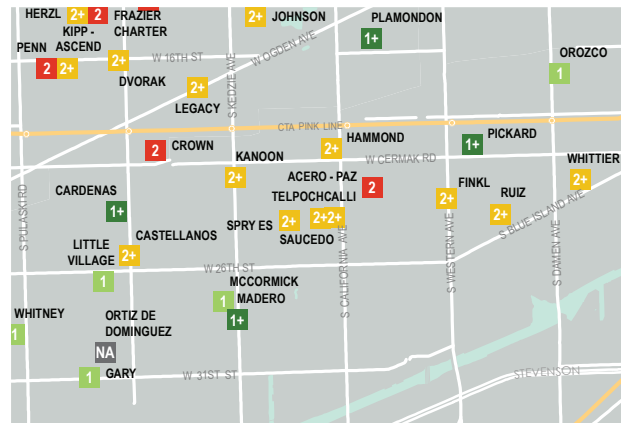 HERZL 2+ 2 FRAZIER
CHARTER
2+ JOHNSON
PLAMONDON
1+
KIPP -
ASCEND
PENN
2 2+
2+
DVORAK
W 16TH ST
W OGDEN AVE
S KEDZIE AVE
2+
LEGACY
OROZCO
1
CTA PINK LINE
2 CROWN
2+ HAMMOND
1+ PICKARD
W CERMAK RD
KANOON
2+
ACERO - PAZ
2
WHITTIER
2+
S PULASKI RD
CARDENAS
1+
TELPOCHCALLI
SPRY ES 2+ 2+2+
SAUCEDO
FINKL
2+
RUIZ
2+
S BLUE ISLAND AVE
S CALIFORNIA AVE
S WESTERN AVE
S DAMEN AVE
CASTELLANOS
2+
LITTLE
VILLAGE
1
W 26TH ST
MCCORMICK
1 MADERO
1+
WHITNEY
1
ORTIZ DE
DOMINGUEZ
NA
1 GARY
W 31ST ST
STEVENSON